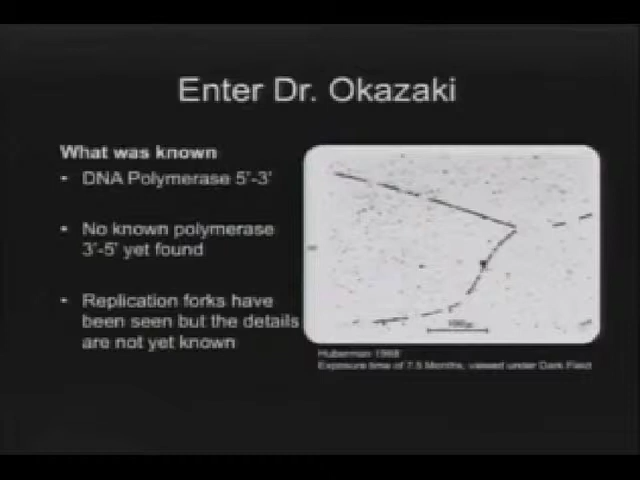 Enter Dr. Okazaki
What was known
• DNA Polymerase 5'-3'
• No known polymerase
3'-5' yet found
• Replication forks have
been seen but the details
are not yet known
Huberman 1968
Exposure time of 7.5 Months, viewed under Dark Field